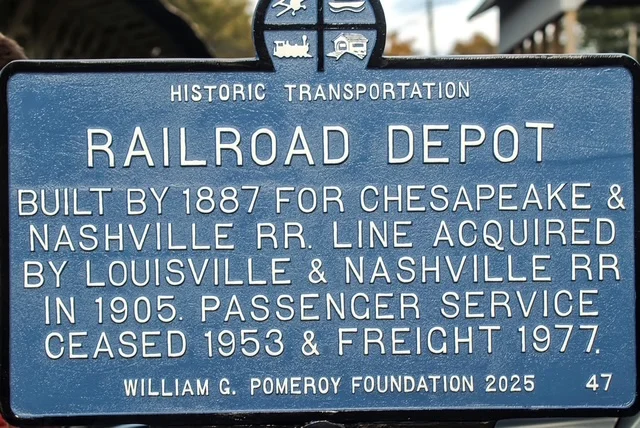 HISTORIC TRANSPORTATION
RAILROAD DEPOT
BUILT BY 1887 FOR CHESAPEAKE &
NASHVILLE RR. LINE ACQUIRED
BY LOUISVILLE & NASHVILLE RR
IN 1905. PASSENGER SERVICE
CEASED 1953 & FREIGHT 1977.
WILLIAM G. POMEROY FOUNDATION 2025 47